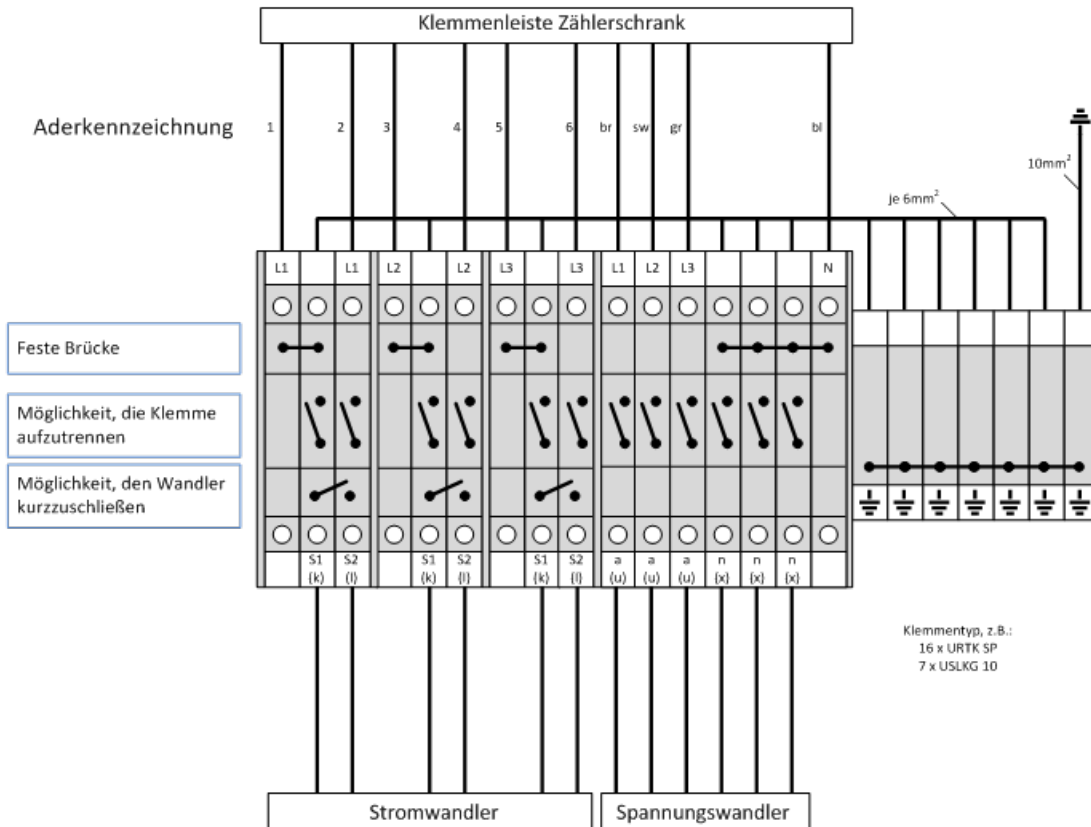 Klemmenleiste Zählerschrank
Aderkennzeichnung
1 2 3 4 5 6 br sw gr bl
10mm²
je 6mm²
L1 L1 L2 L2 L3 L3 L1 L2 L3 N
Feste Brücke
Möglichkeit, die Klemme
aufzutrennen
Möglichkeit, den Wandler
kurzzuschließen
S1 S2 S1 S2 S1 S2 a a a n n n
(k) (l) (k) (l) (k) (l) (u) (u) (u) (x) (x) (x)
Klemmentyp, z.B.:
16 x URTK SP
7 x USLKG 10
Stromwandler
Spannungswandler